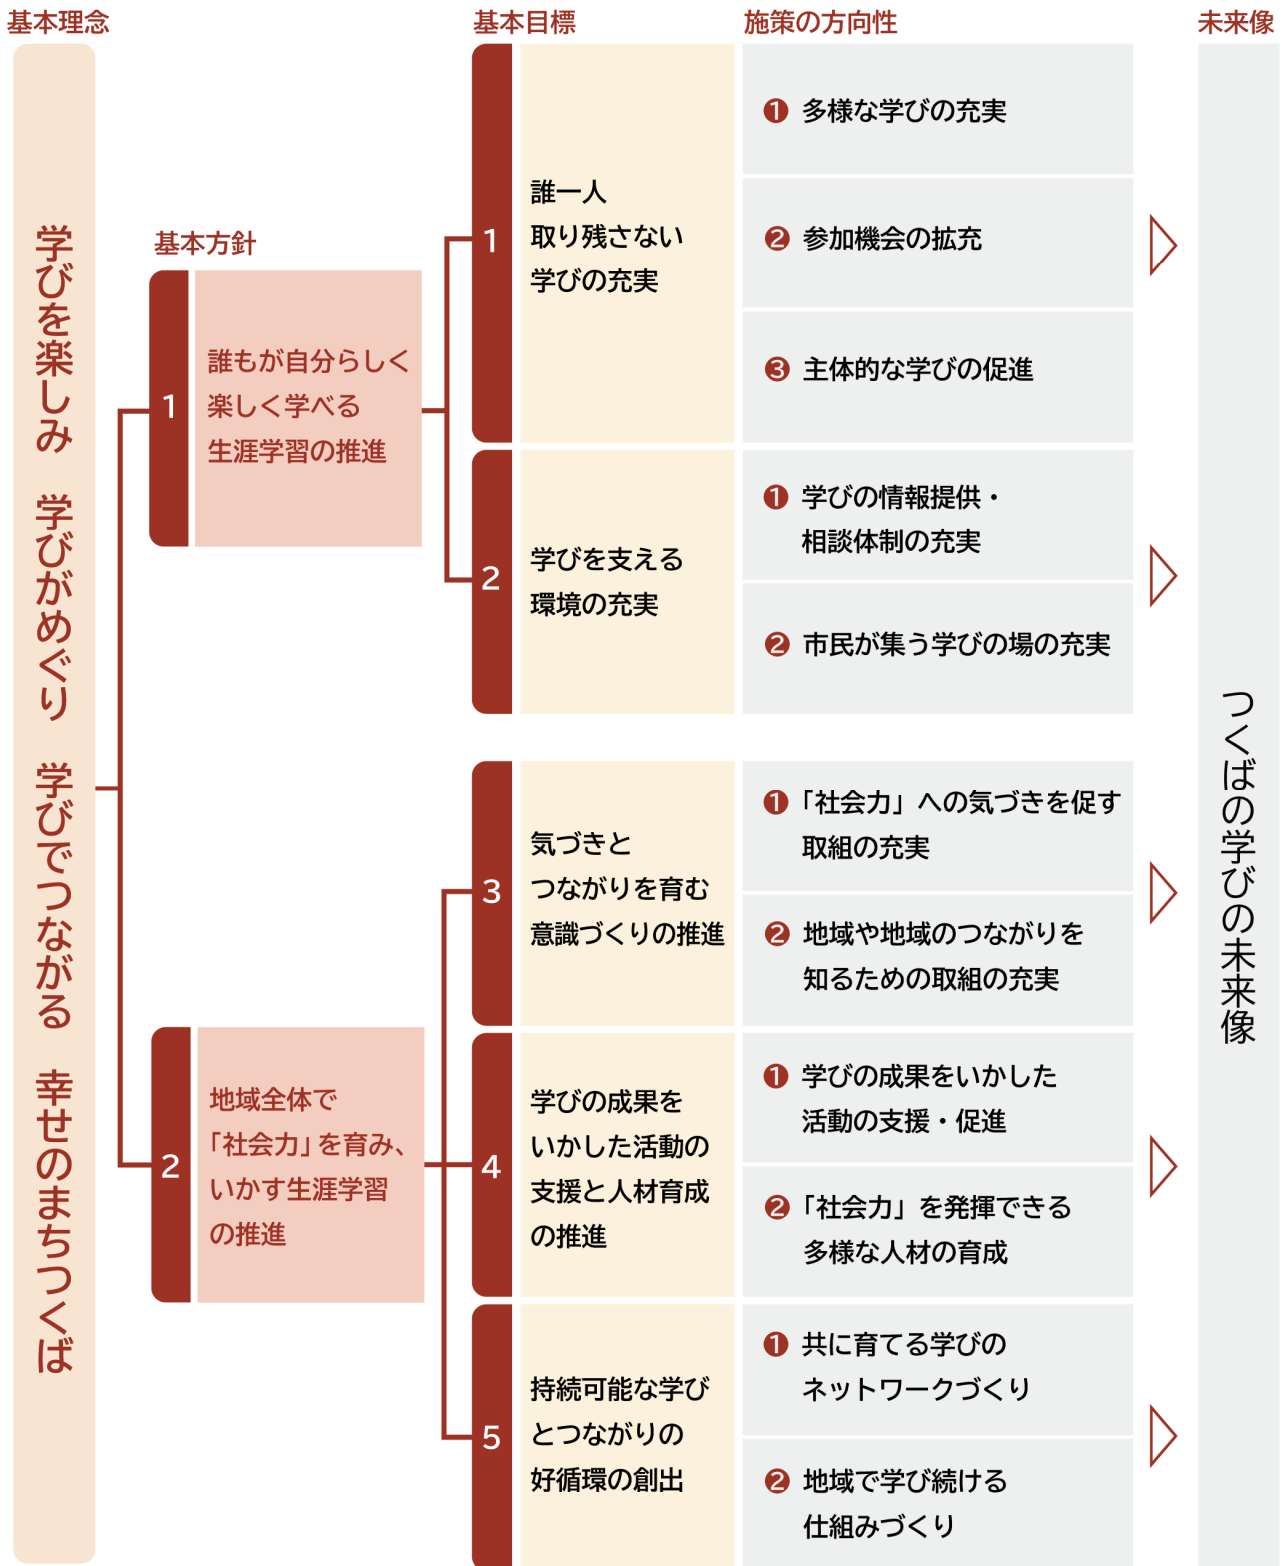 基本理念
学びを楽しみ　学びがめぐり　学びでつながる　幸せのまちつくば
基本方針
1
誰もが自分らしく
楽しく学べる
生涯学習の推進
2
地域全体で
「社会力」を育み、
いかす生涯学習
の推進
基本目標
施策の方向性
1
誰一人
取り残さない
学びの充実
❶ 多様な学びの充実
❷ 参加機会の拡充
❸ 主体的な学びの促進
2
学びを支える
環境の充実
❶ 学びの情報提供・
相談体制の充実
❷ 市民が集う学びの場の充実
3
気づきと
つながりを育む
意識づくりの推進
❶ 「社会力」への気づきを促す
取組の充実
❷ 地域や地域のつながりを
知るための取組の充実
4
学びの成果を
いかした活動の
支援と人材育成
の推進
❶ 学びの成果をいかした
活動の支援・促進
❷ 「社会力」を発揮できる
多様な人材の育成
5
持続可能な学び
とつながりの
好循環の創出
❶ 共に育てる学びの
ネットワークづくり
❷ 地域で学び続ける
仕組みづくり
未来像
つくばの学びの未来像